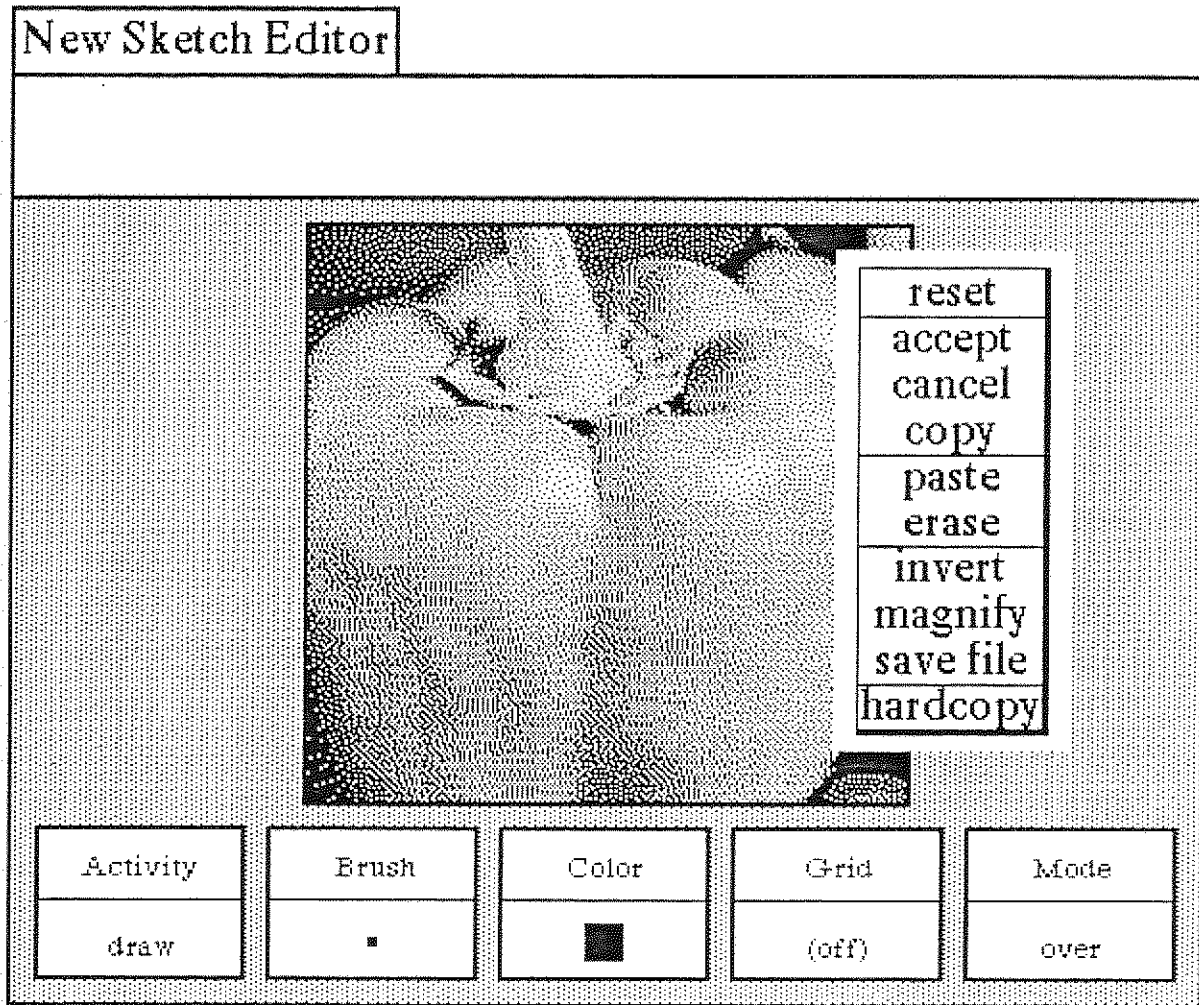 New Sketch Editor
reset
accept
cancel
copy
paste
erase
invert
magnify
save file
hardcopy
Activity
Brush
Color
Grid
Mode
draw
(off)
over